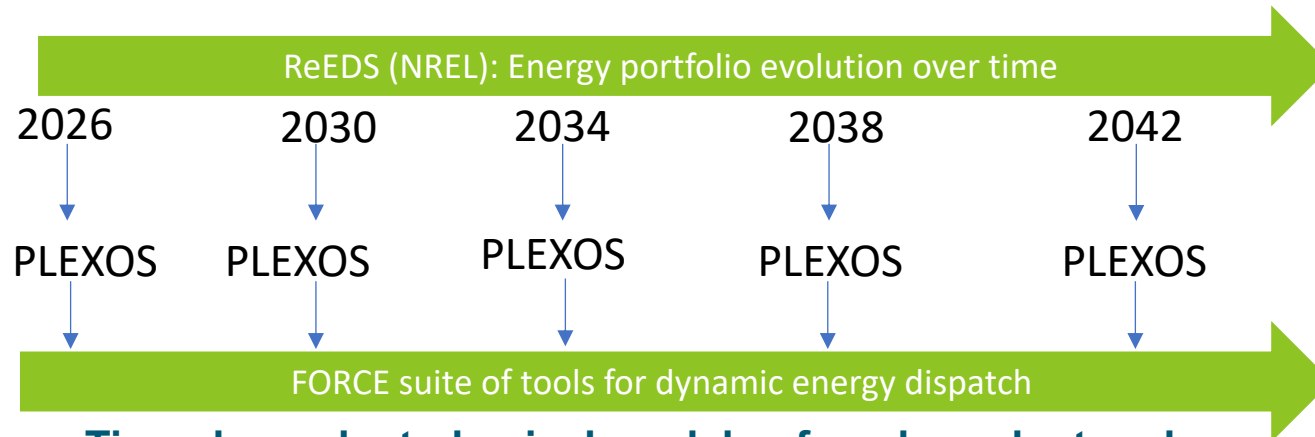 ReEDS (NREL): Energy portfolio evolution over time
2026 2030 2034 2038 2042
PLEXOS PLEXOS PLEXOS PLEXOS PLEXOS
FORCE suite of tools for dynamic energy dispatch